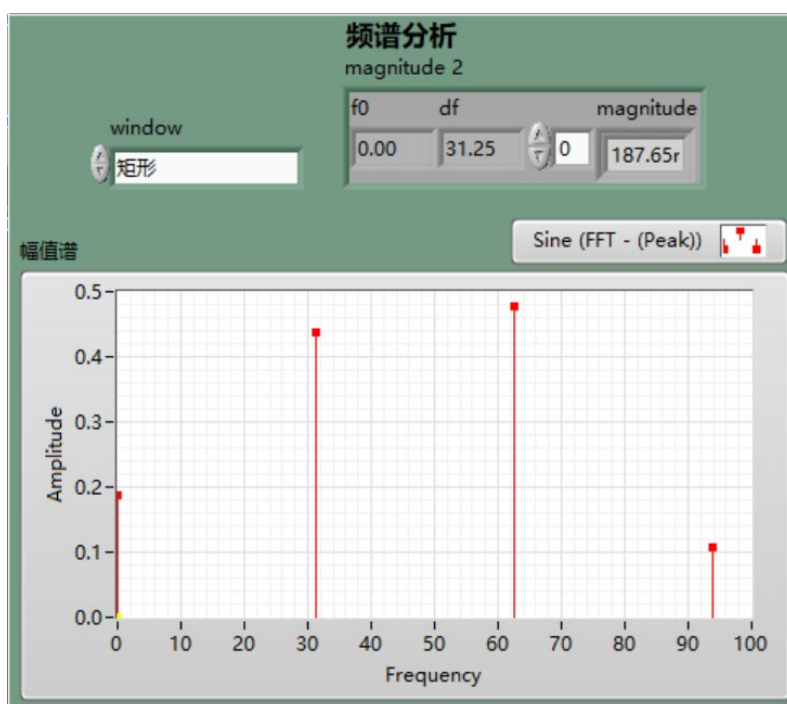 频谱分析
magnitude 2
window
矩形
f0 df magnitude
0.00 31.25 0 187.65r
幅值谱
Sine (FFT - (Peak))
0.5
0.4
0.3
0.2
0.1
0.0
Amplitude
0 10 20 30 40 50 60 70 80 90 100
Frequency